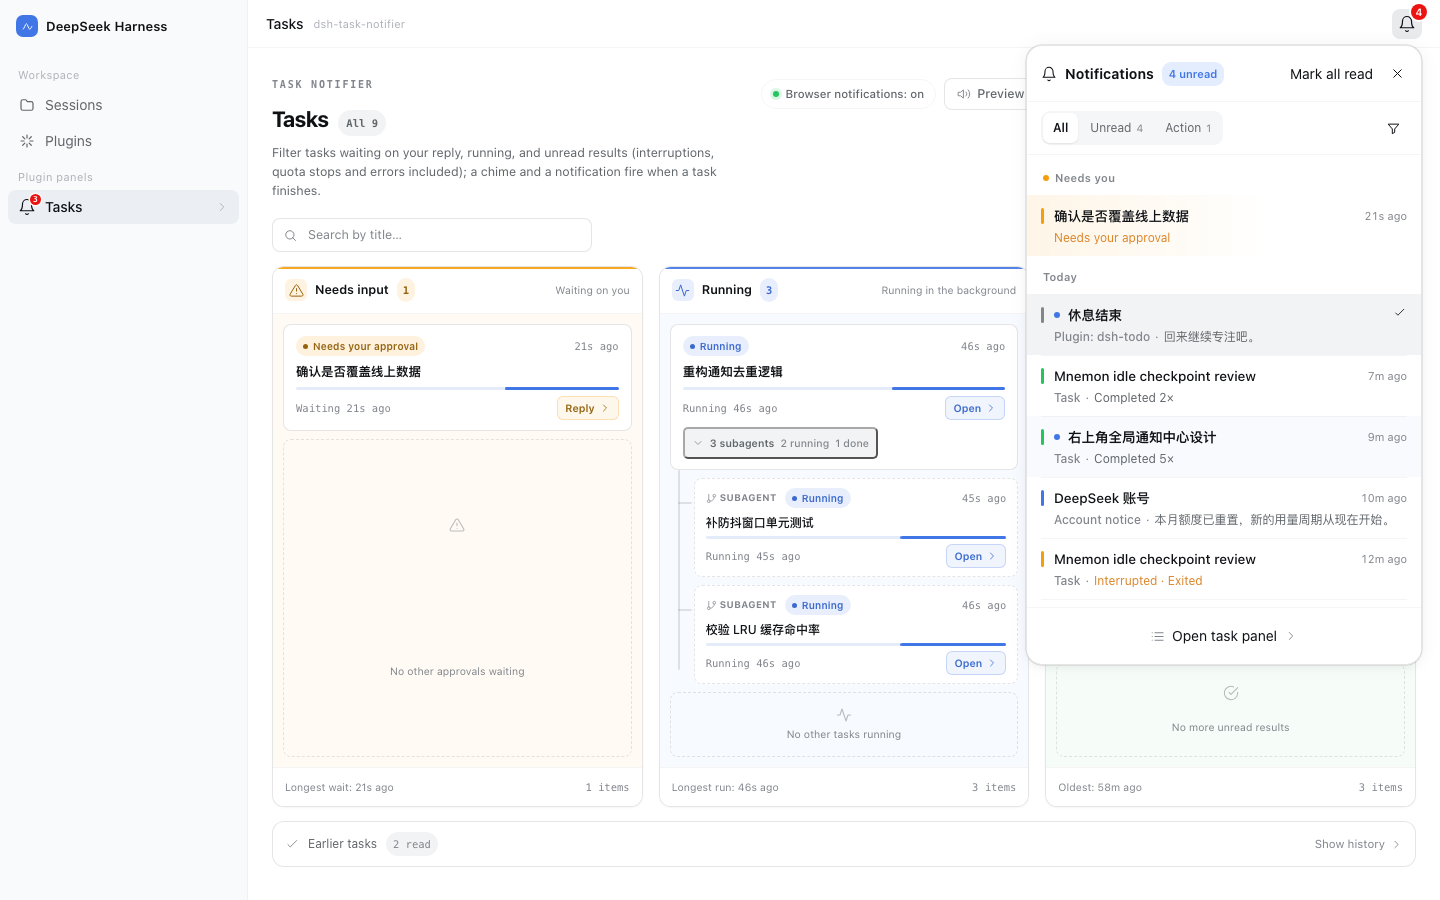 DeepSeek Harness
Workspace
Sessions
Plugins
Plugin panels
3
Tasks
Tasks dsh-task-notifier
4
TASK NOTIFIER
Tasks All 9
Filter tasks waiting on your reply, running, and unread results (interruptions,
quota stops and errors included); a chime and a notification fire when a task
finishes.
Browser notifications: on
Preview
Search by title...
Needs input 1 Waiting on you
Needs your approval 21s ago
确认是否覆盖线上数据
Waiting 21s ago Reply
No other approvals waiting
Longest wait: 21s ago 1 items
Running 3 Running in the background
Running 46s ago
重构通知去重逻辑
Running 46s ago Open
3 subagents 2 running 1 done
SUBAGENT Running 45s ago
补防抖窗口单元测试
Running 45s ago Open
SUBAGENT Running 46s ago
校验 LRU 缓存命中率
Running 46s ago Open
No other tasks running
Longest run: 46s ago 3 items
No more unread results
Oldest: 58m ago 3 items
Earlier tasks 2 read Show history
Notifications 4 unread Mark all read
All Unread 4 Action 1
Needs you
确认是否覆盖线上数据 21s ago
Needs your approval
Today
休息结束
Plugin: dsh-todo · 回来继续专注吧。
Mnemon idle checkpoint review 7m ago
Task · Completed 2×
右上角全局通知中心设计 9m ago
Task · Completed 5×
DeepSeek 账号 10m ago
Account notice · 本月额度已重置，新的用量周期从现在开始。
Mnemon idle checkpoint review 12m ago
Task · Interrupted · Exited
Open task panel